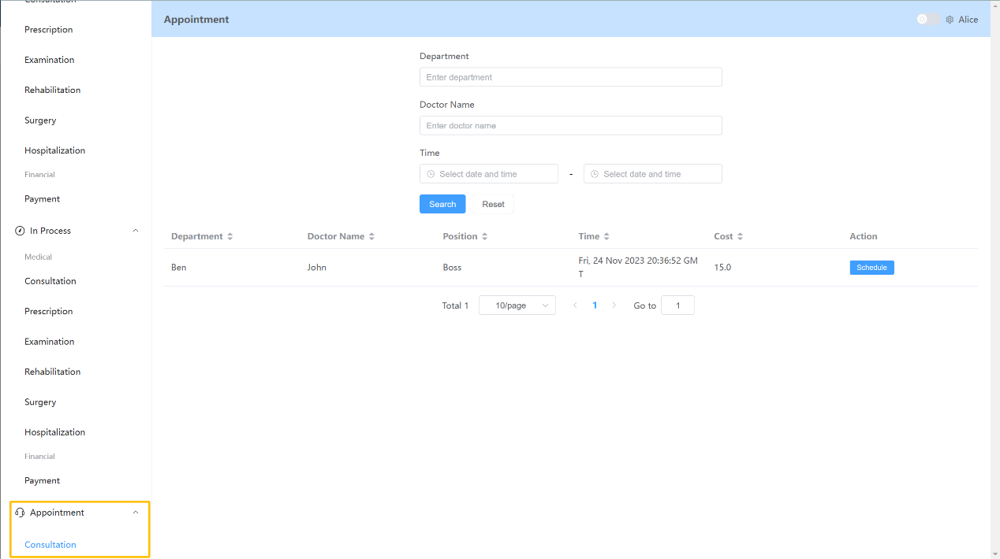 Consultation
Prescription
Examination
Rehabilitation
Surgery
Hospitalization
Financial
Payment
In Process
Medical
Consultation
Prescription
Examination
Rehabilitation
Surgery
Hospitalization
Financial
Payment
Appointment
Consultation
Appointment
Alice
Department
Enter department
Doctor Name
Enter doctor name
Time
Select date and time - Select date and time
Search Reset
Department Doctor Name Position Time Cost Action
Ben John Boss Fri, 24 Nov 2023 20:36:52 GM 15.0 Schedule
T
Total 1 10/page 1 Go to 1